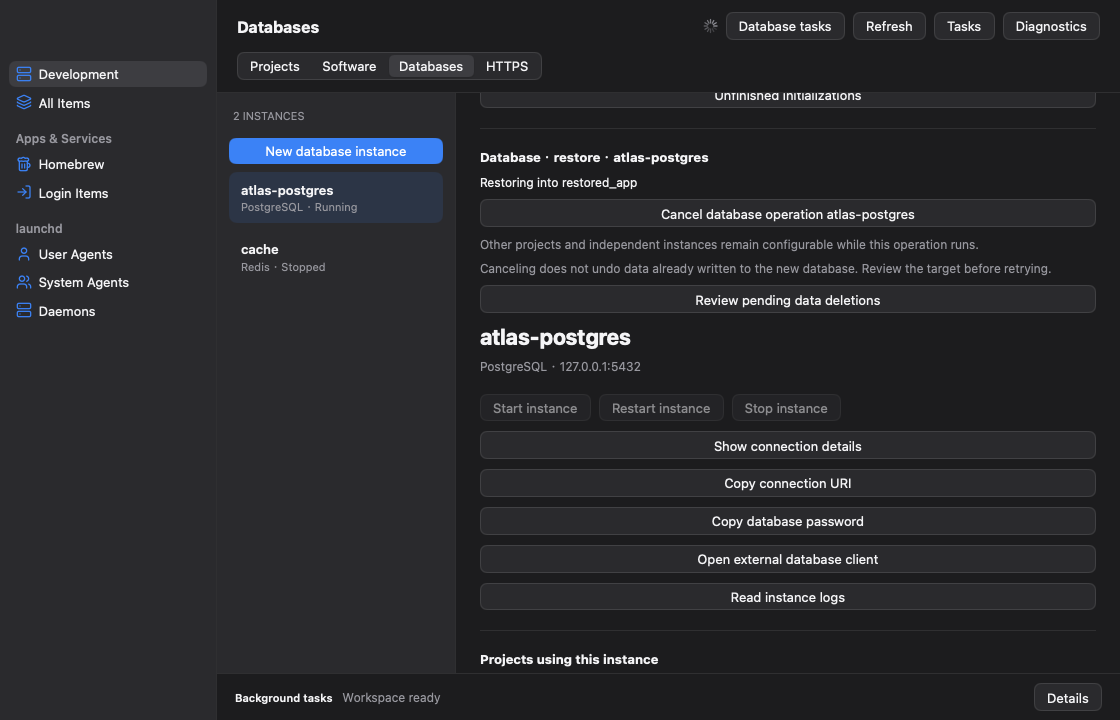 Databases
Database tasks
Refresh
Tasks
Diagnostics
Projects
Software
Databases
HTTPS
Development
All Items
Apps & Services
Homebrew
Login Items
launchd
User Agents
System Agents
Daemons
2 INSTANCES
New database instance
atlas-postgres
PostgreSQL · Running
cache
Redis · Stopped
Unfinished initializations
Database · restore · atlas-postgres
Restoring into restored_app
Cancel database operation atlas-postgres
Other projects and independent instances remain configurable while this operation runs.
Canceling does not undo data already written to the new database. Review the target before retrying.
Review pending data deletions
atlas-postgres
PostgreSQL · 127.0.0.1:5432
Start instance
Restart instance
Stop instance
Show connection details
Copy connection URI
Copy database password
Open external database client
Read instance logs
Projects using this instance
Background tasks
Workspace ready
Details